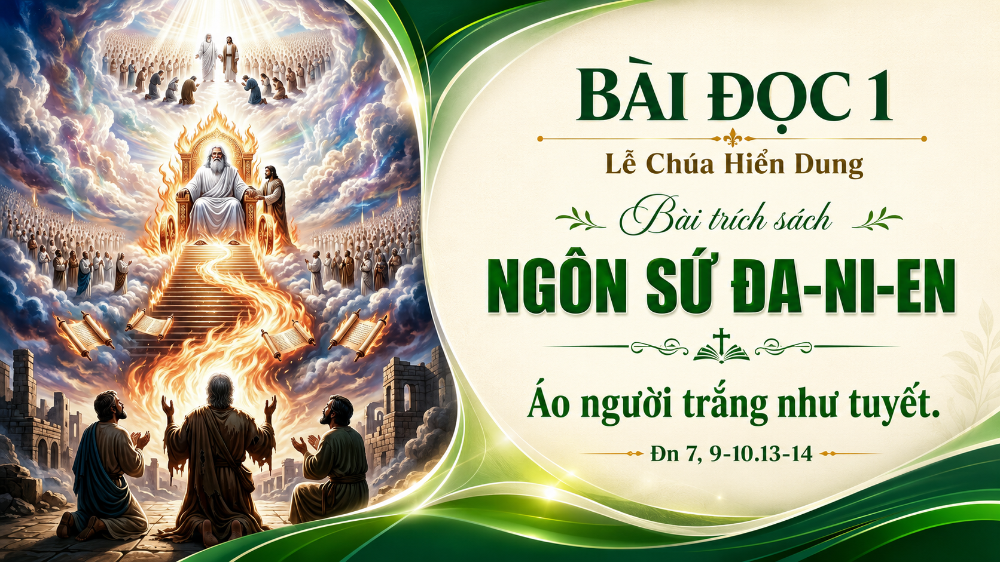 BÀI ĐỌC 1
Lễ Chúa Hiển Dung
Bài trích sách
NGÔN SỨ ĐA-NI-EN
Áo người trắng như tuyết.
Đn 7, 9-10.13-14